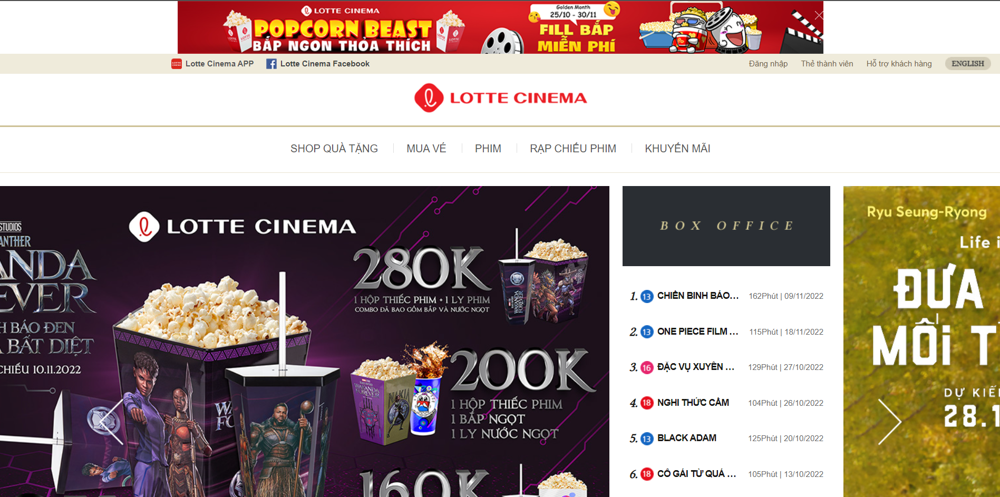 LOTTE CINEMA
POPCORN BEAST
BẮP NGON THỎA THÍCH
Golden Month
25/10 - 30/11
FILL BẮP
MIỄN PHÍ
Lotte Cinema APP
Lotte Cinema Facebook
Đăng nhập
Thẻ thành viên
Hỗ trợ khách hàng
ENGLISH
LOTTE CINEMA
SHOP QUÀ TẶNG
MUA VÉ
PHIM
RẠP CHIẾU PHIM
KHUYẾN MÃI
STUDIOS
LOTTE CINEMA
280K
1 HỘP THIẾC PHIM + 1 LY PHIM
COMBO ĐÃ BAO GỒM BẮP VÀ NƯỚC NGỌT
BÁO ĐEN
BẤT DIỆT
CHIẾU 10.11.2022
200K
1 HỘP THIẾC PHIM
1 BẮP NGỌT
1 LY NƯỚC NGỌT
160K
WAKANDA
FOREVER
BOX OFFICE
1. 13 CHIẾN BINH BÁO... 162Phút | 09/11/2022
2. 13 ONE PIECE FILM ... 115Phút | 18/11/2022
3. 16 ĐẶC VỤ XUYÊN ... 129Phút | 27/10/2022
4. 18 NGHI THỨC CẤM 104Phút | 26/10/2022
5. 13 BLACK ADAM 125Phút | 20/10/2022
6. 18 CÔ GÁI TỪ QUÁ ... 105Phút | 13/10/2022
Ryu Seung-Ryong
Life i
ĐƯA
MỐI T
DỰ KIẾ
28.1